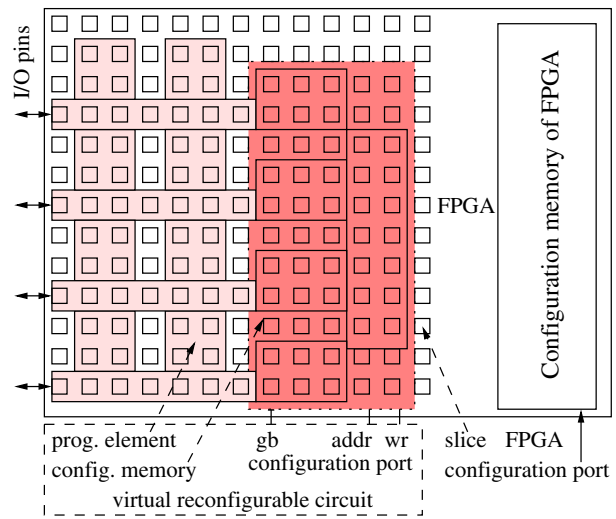 I/O pins
FPGA
Configuration memory of FPGA
prog. element
config. memory
gb
addr
wr
configuration port
slice
FPGA
configuration port
virtual reconfigurable circuit